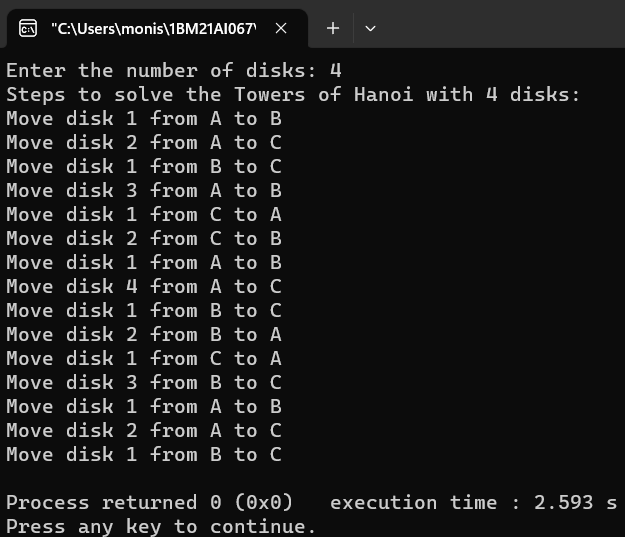 "C:\Users\monis\1BM21AI067\
Enter the number of disks: 4
Steps to solve the Towers of Hanoi with 4 disks:
Move disk 1 from A to B
Move disk 2 from A to C
Move disk 1 from B to C
Move disk 3 from A to B
Move disk 1 from C to A
Move disk 2 from C to B
Move disk 1 from A to B
Move disk 4 from A to C
Move disk 1 from B to C
Move disk 2 from B to A
Move disk 1 from C to A
Move disk 3 from B to C
Move disk 1 from A to B
Move disk 2 from A to C
Move disk 1 from B to C
Process returned 0 (0x0)   execution time : 2.593 s
Press any key to continue.